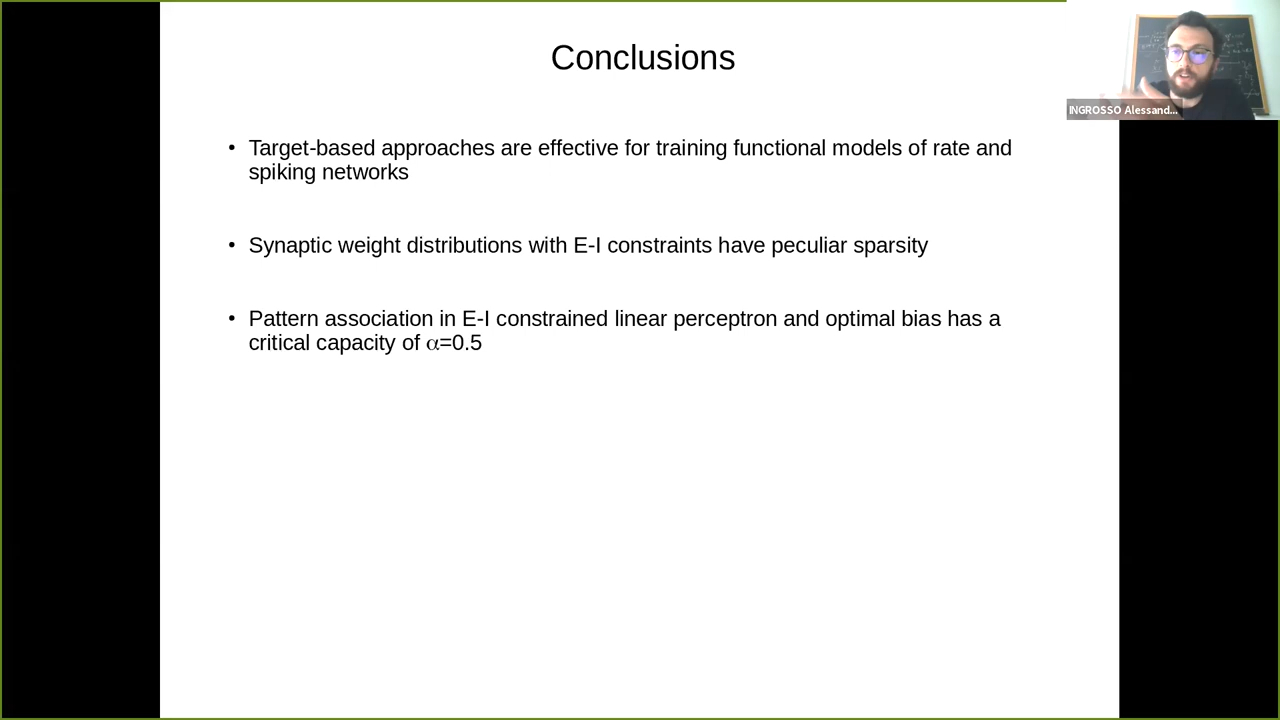 Conclusions
INGROSSO Alessand...
• Target-based approaches are effective for training functional models of rate and
spiking networks
• Synaptic weight distributions with E-I constraints have peculiar sparsity
• Pattern association in E-I constrained linear perceptron and optimal bias has a
critical capacity of α=0.5